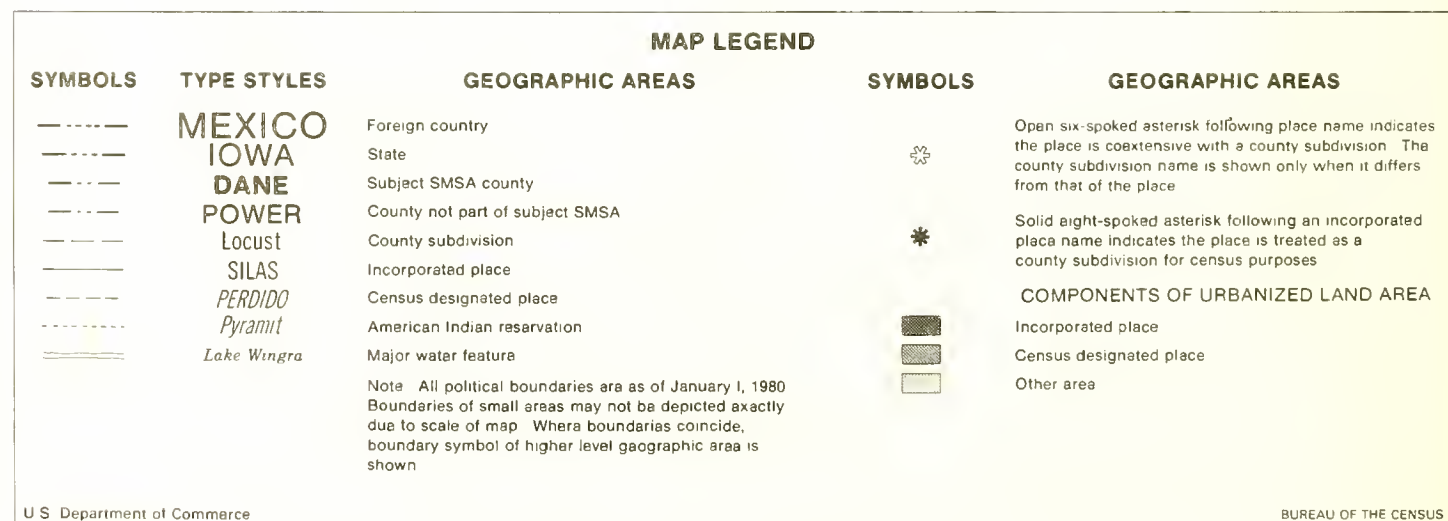 MAP LEGEND
SYMBOLS TYPE STYLES GEOGRAPHIC AREAS SYMBOLS GEOGRAPHIC AREAS
MEXICO Foreign country
IOWA State
DANE Subject SMSA county
POWER County not part of subject SMSA
Locust County subdivision
SILAS Incorporated place
PERDIDO Census designated place
Pyramit American Indian reservation
Lake Wingra Major water feature
Note All political boundaries are as of January 1, 1980
Boundaries of small areas may not be depicted exactly
due to scale of map Where boundaries coincide,
boundary symbol of higher level geographic area is
shown
Open six-spoked asterisk following place name indicates
the place is coextensive with a county subdivision The
county subdivision name is shown only when it differs
from that of the place
Solid eight-spoked asterisk following an incorporated
place name indicates the place is treated as a
county subdivision for census purposes
COMPONENTS OF URBANIZED LAND AREA
Incorporated place
Census designated place
Other area
U S Department of Commerce
BUREAU OF THE CENSUS